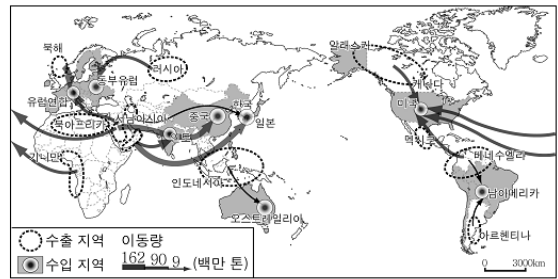 북해
러시아
동부유럽
유럽연합
북아프리카
서남아시아
기니만
인도
중국
한국
일본
인도네시아
오스트레일리아
알래스카
캐나다
미국
멕시코
베네수엘라
남아메리카
아르헨티나
수출 지역 이동량
수입 지역 162 90 9 (백만 톤)
0 3000km